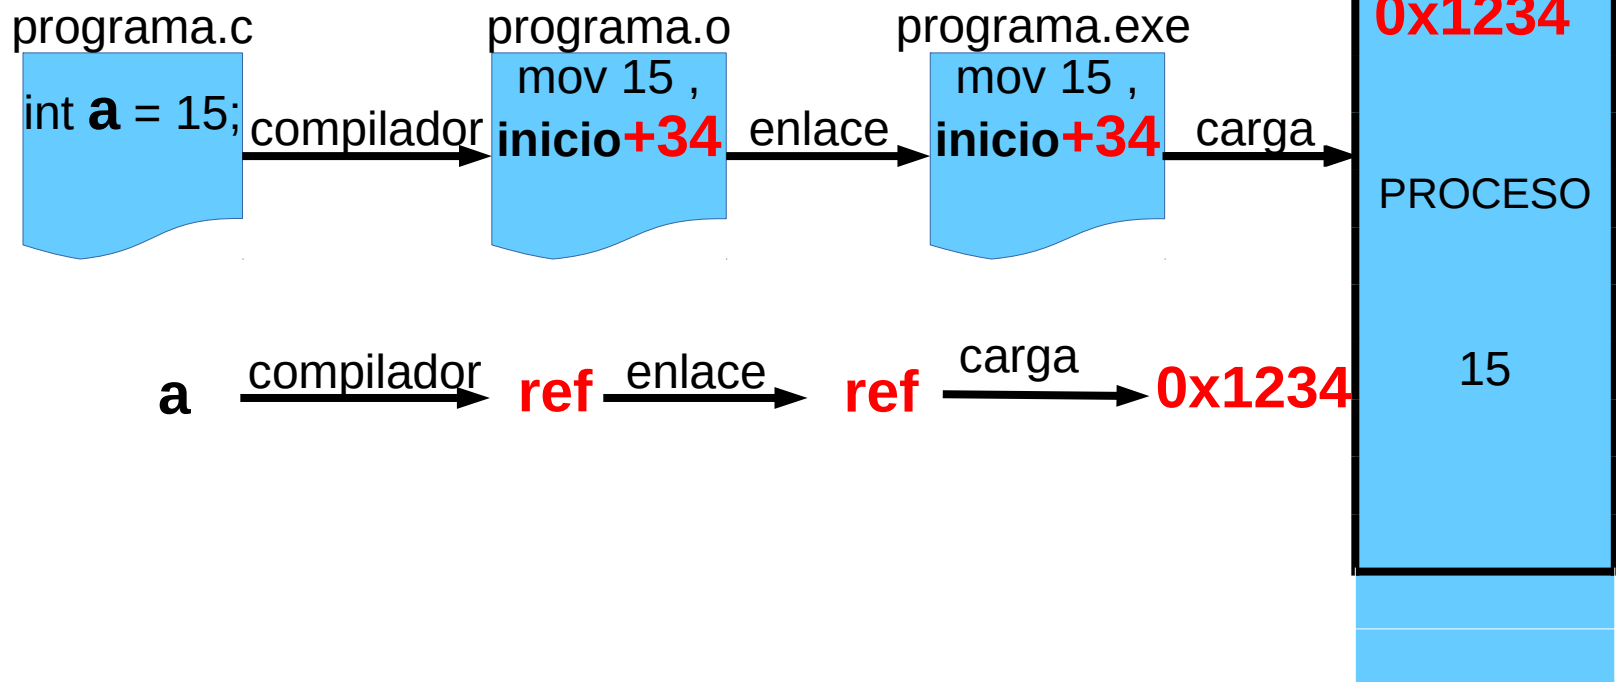 programa.c
int a = 15;
compilador
programa.o
mov 15 ,
inicio+34
enlace
programa.exe
mov 15 ,
inicio+34
carga
0x1234
PROCESO
15
a
compilador
ref
enlace
ref
carga
0x1234